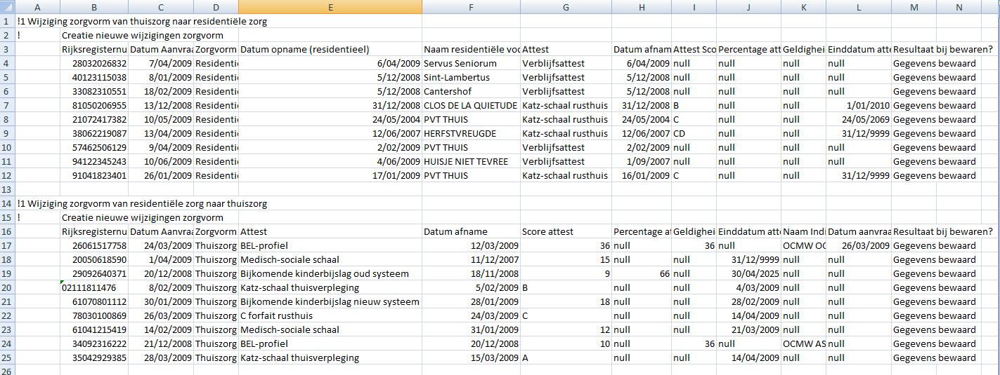 A B C D E F G H I J K L M N
1 !1 Wijziging zorgvorm van thuiszorg naar residentiële zorg
2 ! Creatie nieuwe wijzigingen zorgvorm
3 Rijksregisternu Datum Aanvraa Zorgvorm Datum opname (residentieel) Naam residentiële voo Attest Datum afnam Attest Sco Percentage att Geldighei Einddatum atte Resultaat bij bewaren?
4 28032026832 7/04/2009 Residentie 6/04/2009 Servus Seniorum Verblijfsattest 6/04/2009 null null null null Gegevens bewaard
5 40123115038 8/01/2009 Residentie 5/12/2008 Sint-Lambertus Verblijfsattest 5/12/2008 null null null null Gegevens bewaard
6 33082310551 18/02/2009 Residentie 5/12/2008 Cantershof Verblijfsattest 5/12/2008 null null null null Gegevens bewaard
7 81050206955 13/12/2008 Residentie 31/12/2008 CLOS DE LA QUIETUDE Katz-schaal rusthuis 31/12/2008 B null null 1/01/2010 Gegevens bewaard
8 21072417382 10/05/2009 Residentie 24/05/2004 PVT THUIS Katz-schaal rusthuis 24/05/2004 C null null 24/05/2069 Gegevens bewaard
9 38062219087 13/04/2009 Residentie 12/06/2007 HERFSTVREUGDE Katz-schaal rusthuis 12/06/2007 CD null null 31/12/9999 Gegevens bewaard
10 57462506129 9/04/2009 Residentie 2/02/2009 PVT THUIS Verblijfsattest 2/02/2009 null null null null Gegevens bewaard
11 94122345243 10/06/2009 Residentie 4/06/2009 HUISJE NIET TEVREE Verblijfsattest 1/09/2007 null null null null Gegevens bewaard
12 91041823401 26/01/2009 Residentie 17/01/2009 PVT THUIS Katz-schaal rusthuis 16/01/2009 C null null 31/12/9999 Gegevens bewaard
13
14 !1 Wijziging zorgvorm van residentiële zorg naar thuiszorg
15 ! Creatie nieuwe wijzigingen zorgvorm
16 Rijksregisternu Datum Aanvraa Zorgvorm Attest Datum afname Score attest Percentage at Geldighei Einddatum atte Naam Indi Datum aanvraa Resultaat bij bewaren?
17 26061517758 24/03/2009 Thuiszorg BEL-profiel 12/03/2009 36 null 36 null OCMW OC 26/03/2009 Gegevens bewaard
18 20050618590 1/04/2009 Thuiszorg Medisch-sociale schaal 11/12/2007 15 null null 31/12/9999 null null Gegevens bewaard
19 29092640371 20/12/2008 Thuiszorg Bijkomende kinderbijslag oud systeem 18/11/2008 9 66 null 30/04/2025 null null Gegevens bewaard
20 02111811476 8/02/2009 Thuiszorg Katz-schaal thuisverpleging 5/02/2009 B null null 4/03/2009 null null Gegevens bewaard
21 61070801112 30/01/2009 Thuiszorg Bijkomende kinderbijslag nieuw systeem 28/01/2009 18 null null 28/02/2009 null null Gegevens bewaard
22 78030100869 26/03/2009 Thuiszorg C forfait rusthuis 24/03/2009 C null null 14/04/2009 null null Gegevens bewaard
23 61041215419 14/02/2009 Thuiszorg Medisch-sociale schaal 31/01/2009 12 null null 21/03/2009 null null Gegevens bewaard
24 34092316222 21/12/2008 Thuiszorg BEL-profiel 20/12/2008 10 null 36 null OCMW AS null Gegevens bewaard
25 35042929385 28/03/2009 Thuiszorg Katz-schaal thuisverpleging 15/03/2009 A null null 14/04/2009 null null Gegevens bewaard
26